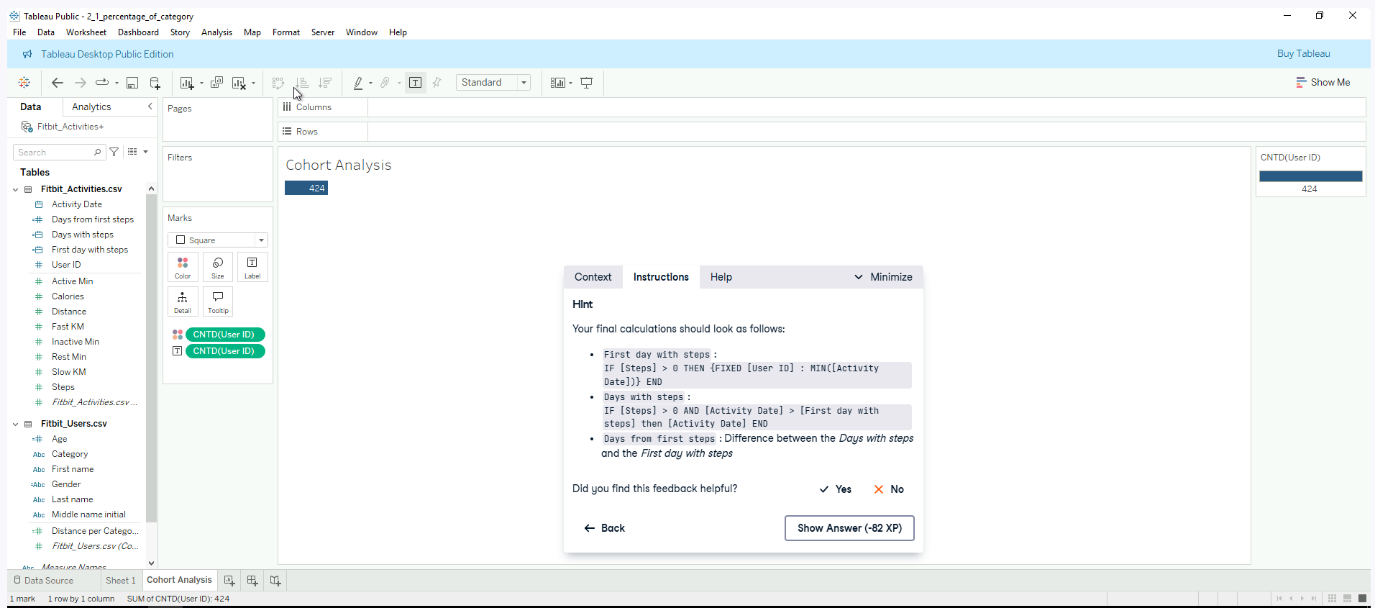 Tableau Public - 2_1_percentage_of_category
File Data Worksheet Dashboard Story Analysis Map Format Server Window Help
Tableau Desktop Public Edition Buy Tableau
Standard Show Me
Data Analytics
Fitbit_Activities+
Search
Tables
Fitbit_Activities.csv
Activity Date
Days from first steps
Days with steps
First day with steps
User ID
Active Min
Calories
Distance
Fast KM
Inactive Min
Rest Min
Slow KM
Steps
Fitbit_Activities.csv...
Fitbit_Users.csv
Age
Abc Category
Abc First name
Abc Gender
Abc Last name
Abc Middle name initial
Distance per Catego...
Fitbit_Users.csv (Co...
Abc Measure Names
Pages
Filters
Marks
Square
Color Size Label
Detail Tooltip
CNTD(User ID)
CNTD(User ID)
Columns
Rows
Cohort Analysis
424
CNTD(User ID)
424
Context Instructions Help Minimize
Hint
Your final calculations should look as follows:
• First day with steps :
IF [Steps] > 0 THEN {FIXED [User ID] : MIN([Activity
Date])} END
• Days with steps :
IF [Steps] > 0 AND [Activity Date] > [First day with
steps] then [Activity Date] END
• Days from first steps : Difference between the Days with steps
and the First day with steps
Did you find this feedback helpful? Yes No
Back Show Answer (-82 XP)
Data Source Sheet 1 Cohort Analysis
1 mark 1 row by 1 column SUM of CNTD(User ID): 424